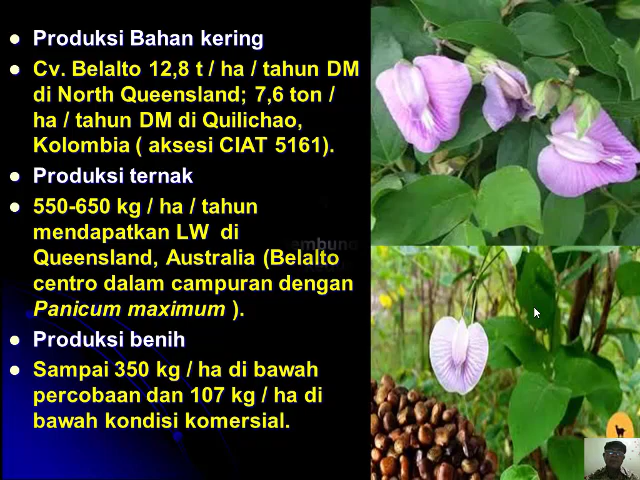 Produksi Bahan kering
Cv. Belalto 12,8 t / ha / tahun DM
di North Queensland; 7,6 ton /
ha / tahun DM di Quilichao,
Kolombia ( aksesi CIAT 5161).
Produksi ternak
550-650 kg / ha / tahun
mendapatkan LW di
Queensland, Australia (Belalto
centro dalam campuran dengan
Panicum maximum ).
Produksi benih
Sampai 350 kg / ha di bawah
percobaan dan 107 kg / ha di
bawah kondisi komersial.